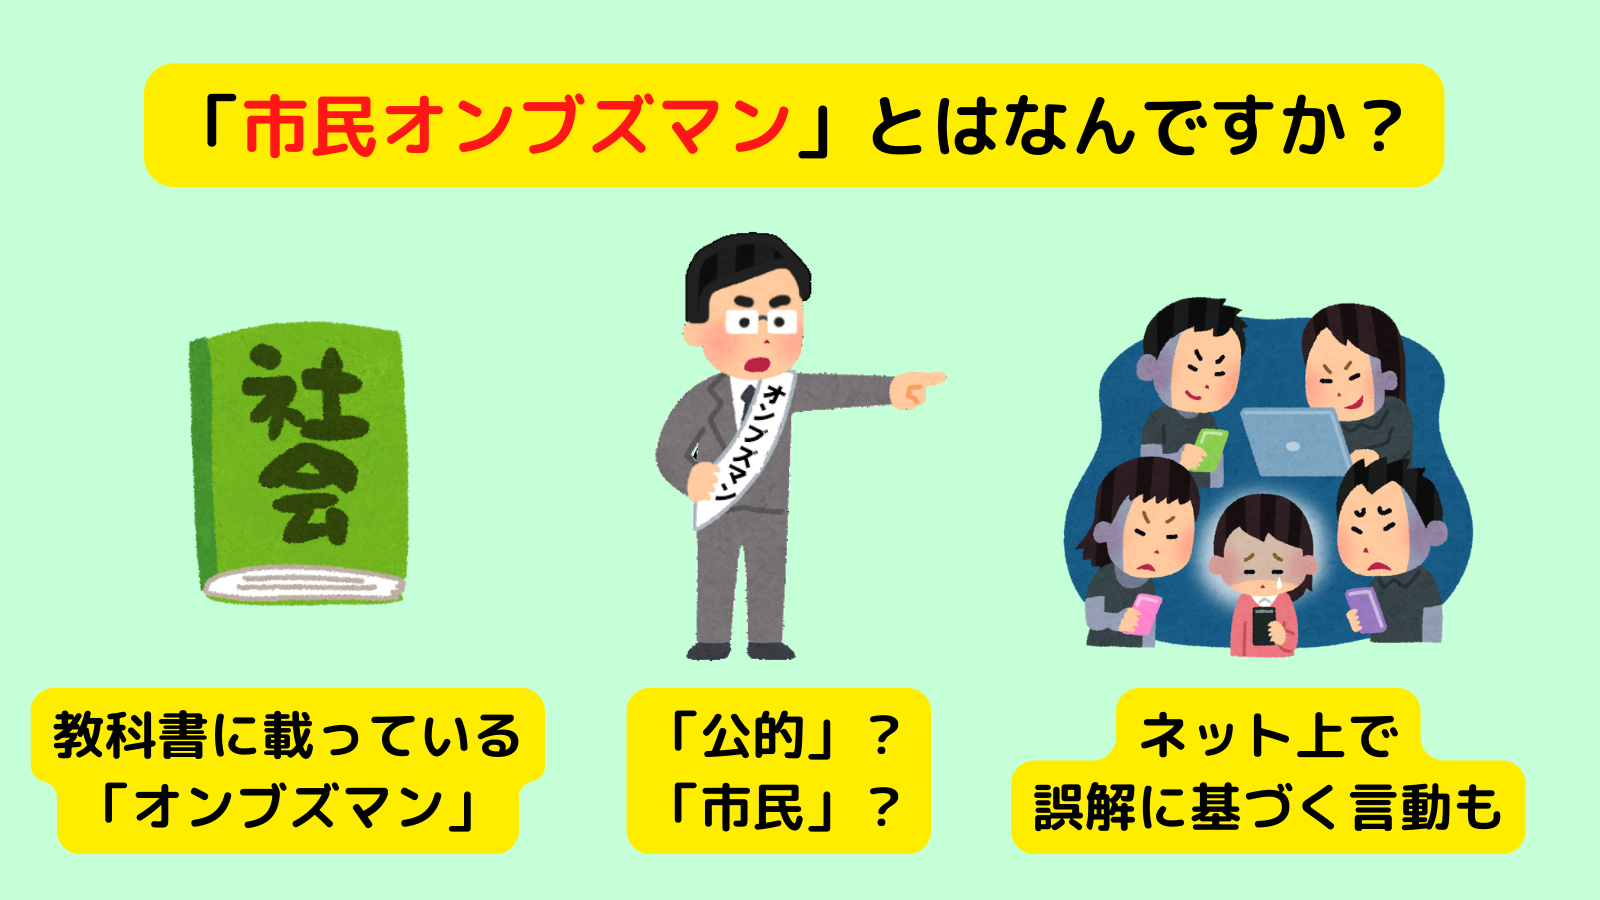 「市民オンブズマン」とはなんですか？
社会
オンブズマン
教科書に載っている
「オンブズマン」
「公的」？
「市民」？
ネット上で
誤解に基づく言動も